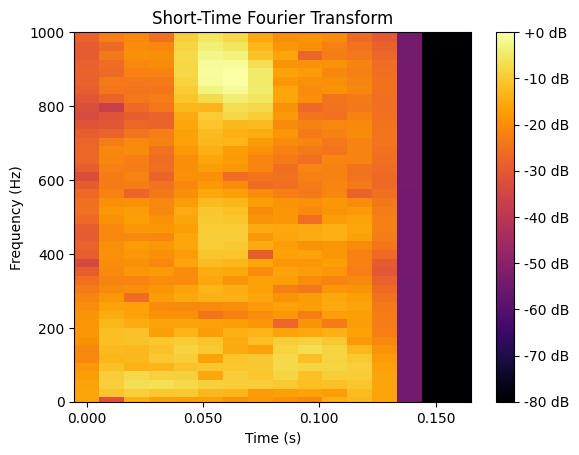 Short-Time Fourier Transform
1000
800
600
400
200
0
Frequency (Hz)
0.000
0.050
0.100
0.150
Time (s)
+0 dB
-10 dB
-20 dB
-30 dB
-40 dB
-50 dB
-60 dB
-70 dB
-80 dB